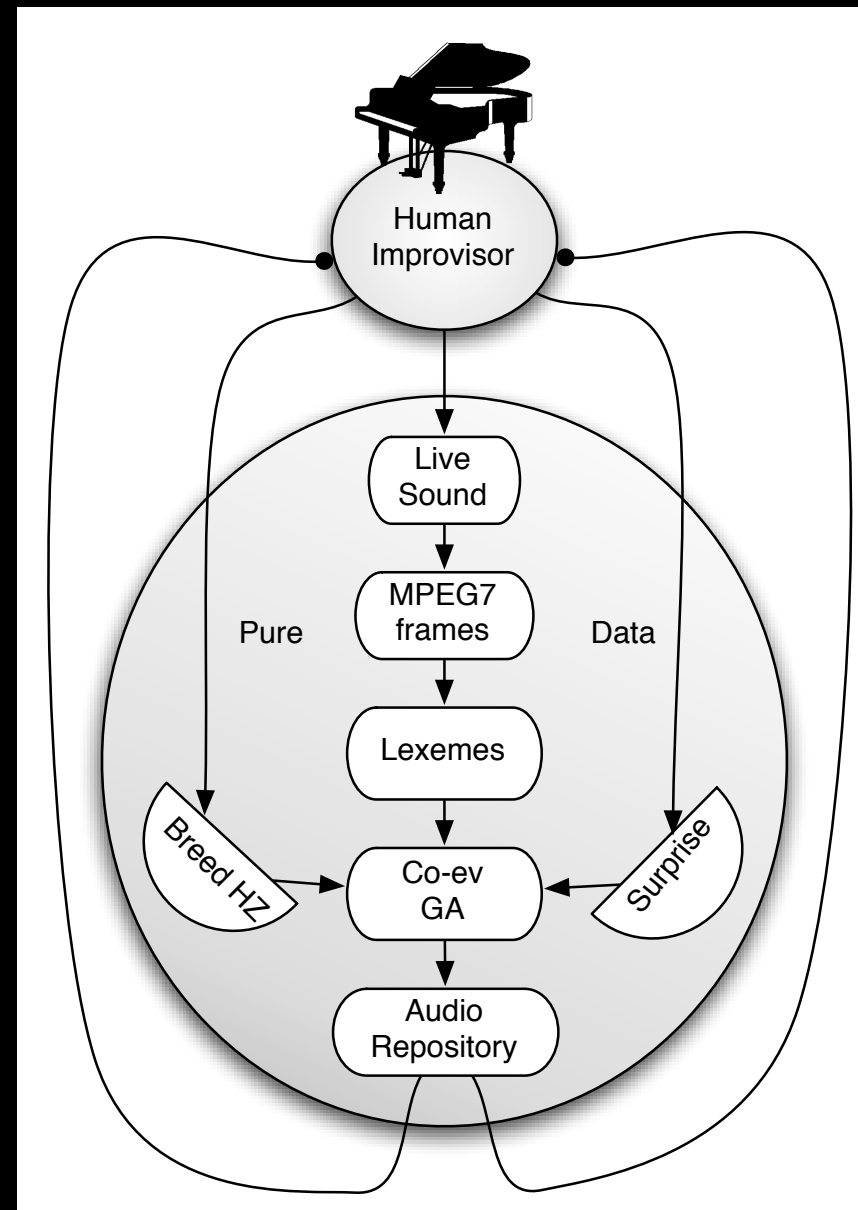 Human
Improvisor
Live
Sound
MPEG7
frames
Pure
Data
Lexemes
Breed HZ
Surprise
Co-ev
GA
Audio
Repository